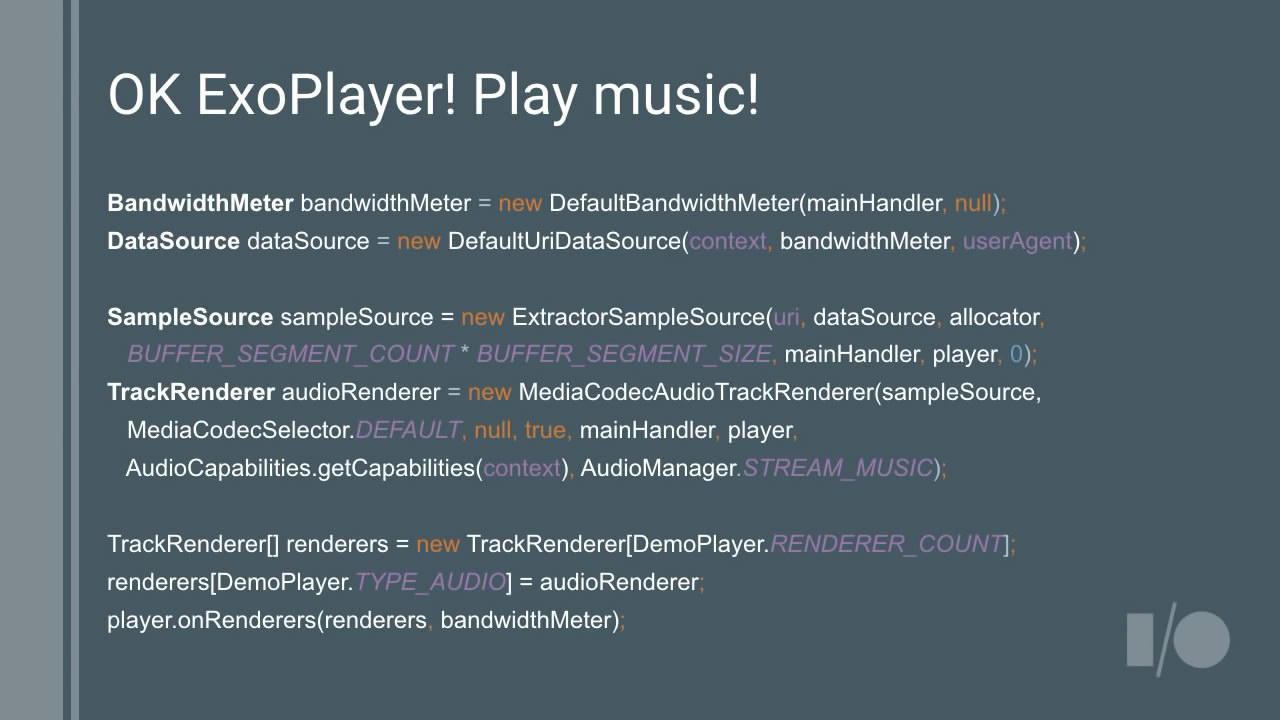 OK ExoPlayer! Play music!
BandwidthMeter bandwidthMeter = new DefaultBandwidthMeter(mainHandler, null);
DataSource dataSource = new DefaultUriDataSource(context, bandwidthMeter, userAgent);
SampleSource sampleSource = new ExtractorSampleSource(uri, dataSource, allocator,
BUFFER_SEGMENT_COUNT * BUFFER_SEGMENT_SIZE, mainHandler, player, 0);
TrackRenderer audioRenderer = new MediaCodecAudioTrackRenderer(sampleSource,
MediaCodecSelector.DEFAULT, null, true, mainHandler, player,
AudioCapabilities.getCapabilities(context), AudioManager.STREAM_MUSIC);
TrackRenderer[] renderers = new TrackRenderer[DemoPlayer.RENDERER_COUNT];
renderers[DemoPlayer.TYPE_AUDIO] = audioRenderer;
player.onRenderers(renderers, bandwidthMeter);
I/O